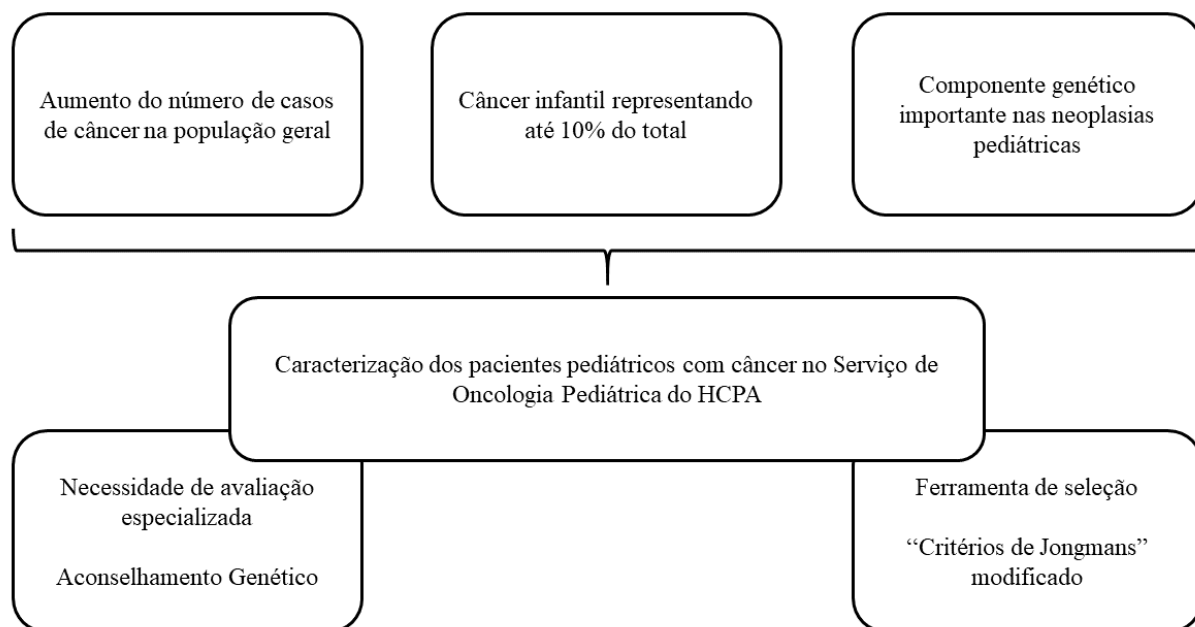 Aumento do número de casos
de câncer na população geral
Câncer infantil representando
até 10% do total
Componente genético
importante nas neoplasias
pediátricas
Caracterização dos pacientes pediátricos com câncer no Serviço de
Oncologia Pediátrica do HCPA
Necessidade de avaliação
especializada
Aconselhamento Genético
Ferramenta de seleção
“Critérios de Jongmans”
modificado